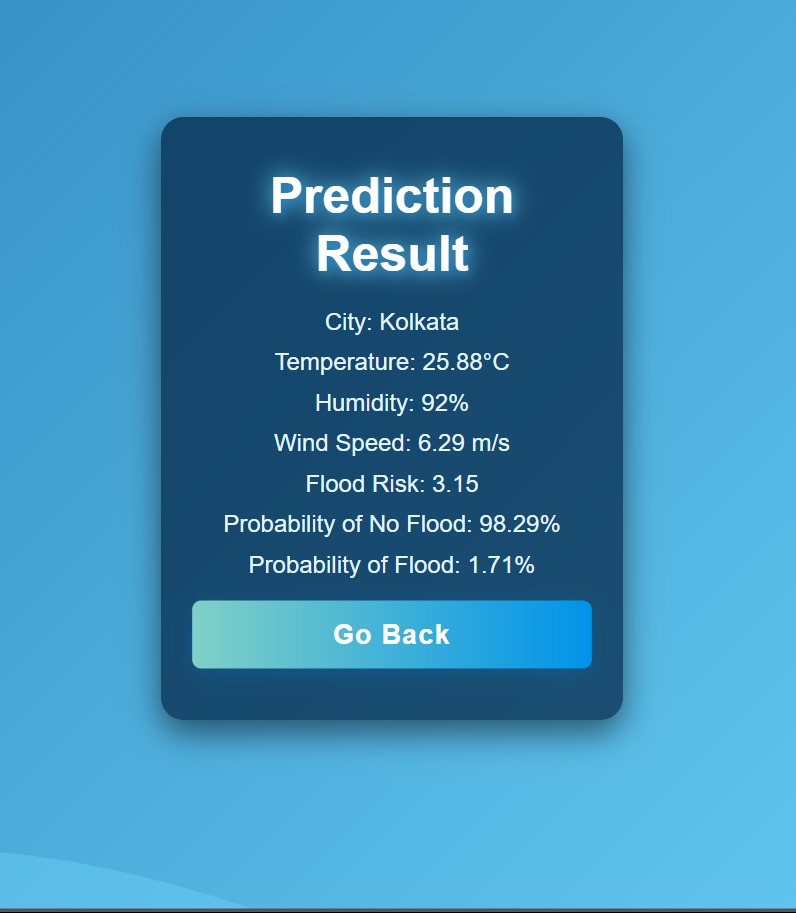 Prediction
Result
City: Kolkata
Temperature: 25.88°C
Humidity: 92%
Wind Speed: 6.29 m/s
Flood Risk: 3.15
Probability of No Flood: 98.29%
Probability of Flood: 1.71%
Go Back